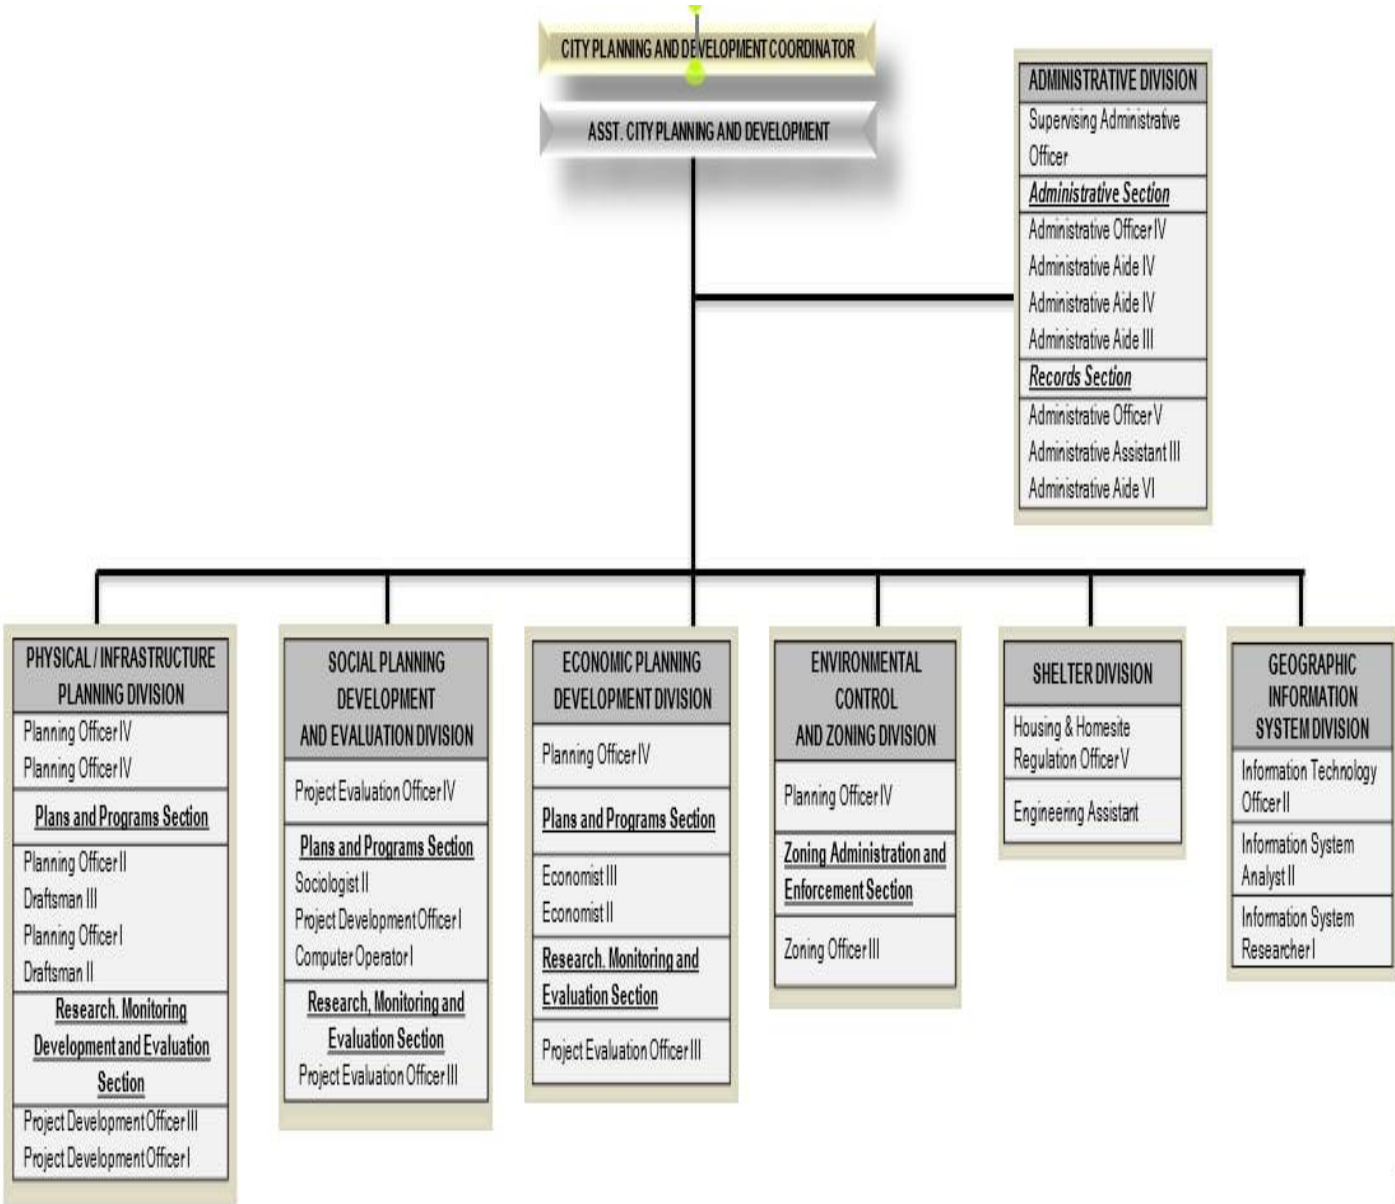 CITY PLANNING AND DEVELOPMENT COORDINATOR
ASST. CITY PLANNING AND DEVELOPMENT
ADMINISTRATIVE DIVISION
Supervising Administrative
Officer
Administrative Section
Administrative Officer IV
Administrative Aide IV
Administrative Aide IV
Administrative Aide III
Records Section
Administrative Officer V
Administrative Assistant III
Administrative Aide VI
PHYSICAL / INFRASTRUCTURE
PLANNING DIVISION
Planning Officer IV
Planning Officer IV
Plans and Programs Section
Planning Officer II
Draftsman III
Planning Officer I
Draftsman II
Research. Monitoring
Development and Evaluation
Section
Project Development Officer III
Project Development Officer I
SOCIAL PLANNING
DEVELOPMENT
AND EVALUATION DIVISION
Project Evaluation Officer IV
Plans and Programs Section
Sociologist II
Project Development Officer I
Computer Operator I
Research, Monitoring and
Evaluation Section
Project Evaluation Officer III
ECONOMIC PLANNING
DEVELOPMENT DIVISION
Planning Officer IV
Plans and Programs Section
Economist III
Economist II
Research. Monitoring and
Evaluation Section
Project Evaluation Officer III
ENVIRONMENTAL
CONTROL
AND ZONING DIVISION
Planning Officer IV
Zoning Administration and
Enforcement Section
Zoning Officer III
SHELTER DIVISION
Housing & Homesite
Regulation Officer V
Engineering Assistant
GEOGRAPHIC
INFORMATION
SYSTEM DIVISION
Information Technology
Officer II
Information System
Analyst II
Information System
Researcher I